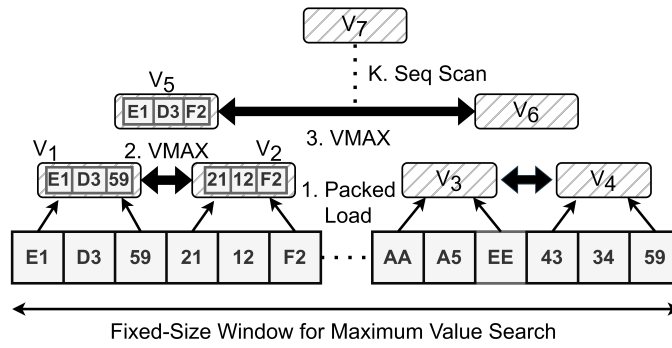 V7
K. Seq Scan
V5
E1 D3 F2
V6
3. VMAX
V1
2. VMAX
V2
E1 D3 59
21 12 F2
V3
V4
1. Packed
Load
E1 D3 59 21 12 F2 ..... AA A5 EE 43 34 59
Fixed-Size Window for Maximum Value Search